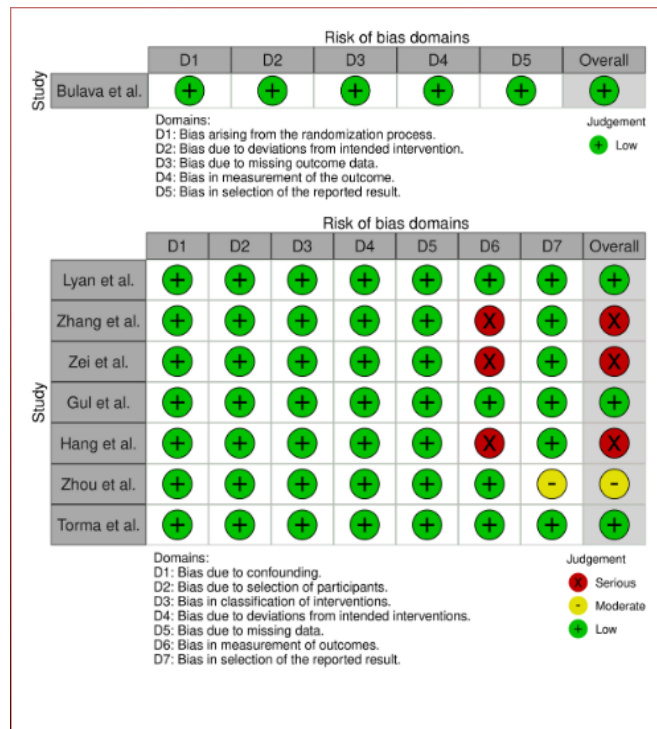 Risk of bias domains
D1 D2 D3 D4 D5 Overall
Study
Bulava et al. + + + + + +
Domains:
D1: Bias arising from the randomization process.
D2: Bias due to deviations from intended intervention.
D3: Bias due to missing outcome data.
D4: Bias in measurement of the outcome.
D5: Bias in selection of the reported result.
Judgement
+ Low
Risk of bias domains
D1 D2 D3 D4 D5 D6 D7 Overall
Study
Lyan et al. + + + + + + + +
Zhang et al. + + + + + X + X
Zei et al. + + + + + X + X
Gul et al. + + + + + + + +
Hang et al. + + + + + X + X
Zhou et al. + + + + + + - -
Torma et al. + + + + + + + +
Domains:
D1: Bias due to confounding.
D2: Bias due to selection of participants.
D3: Bias in classification of interventions.
D4: Bias due to deviations from intended interventions.
D5: Bias due to missing data.
D6: Bias in measurement of outcomes.
D7: Bias in selection of the reported result.
Judgement
X Serious
- Moderate
+ Low